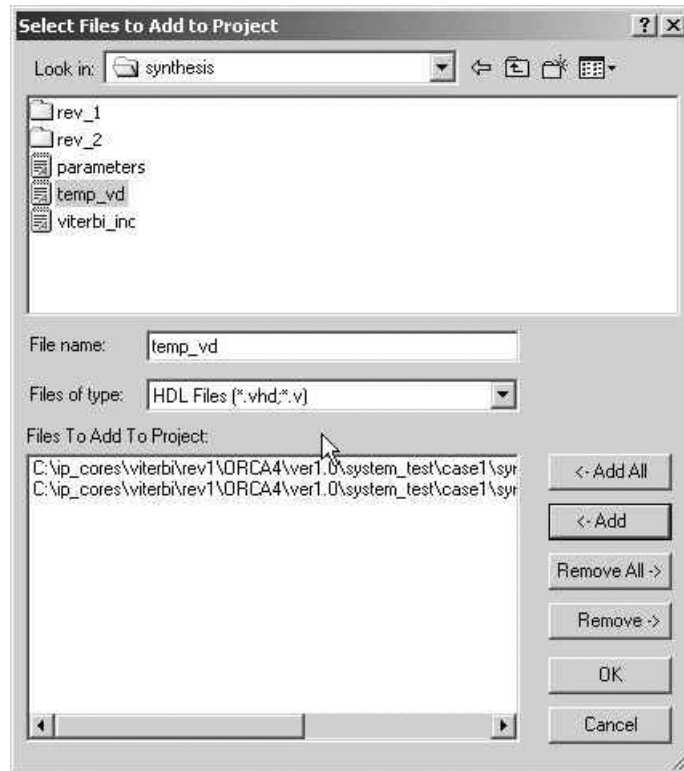 Select Files to Add to Project
Look in: synthesis
rev_1
rev_2
parameters
temp_vd
viterbi_inc
File name: temp_vd
Files of type: HDL Files (*.vhd;*.v)
Files To Add To Project:
C:\ip_cores\viterbi\rev1\ORCA4\ver1.0\system_test\case1\syn
C:\ip_cores\viterbi\rev1\ORCA4\ver1.0\system_test\case1\syn
<- Add All
<- Add
Remove All ->
Remove ->
OK
Cancel